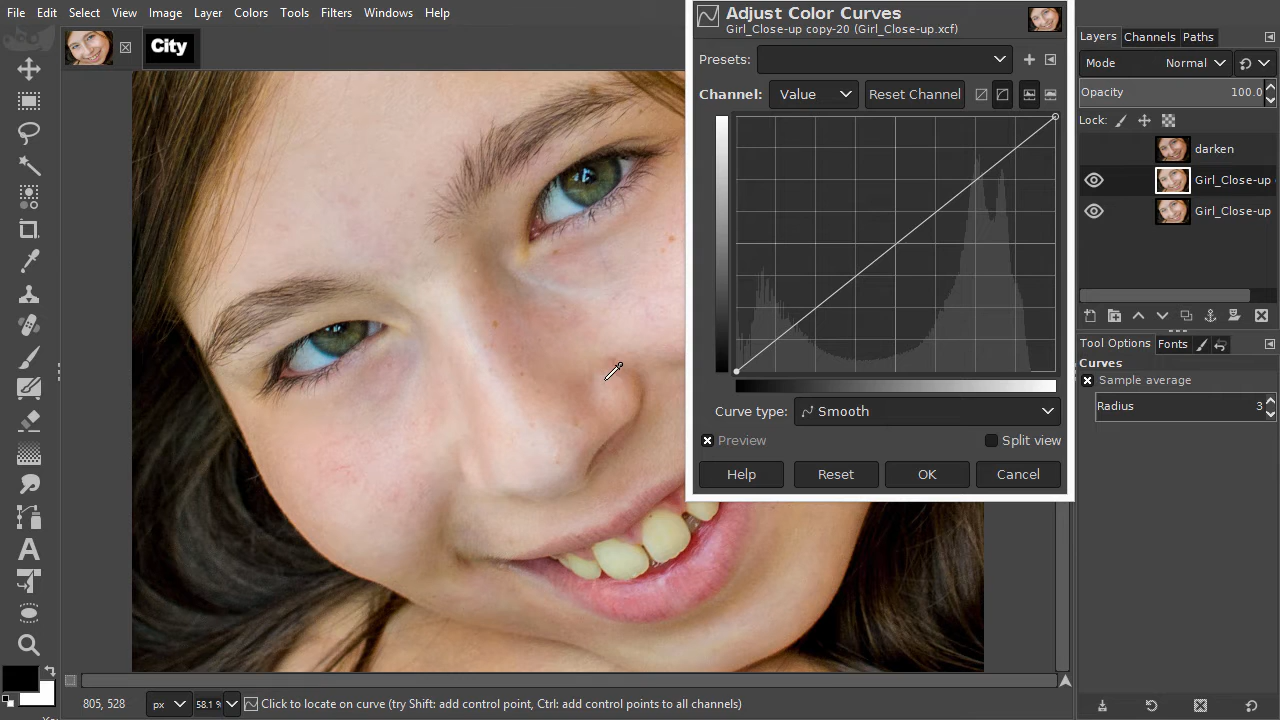 File Edit Select View Image Layer Colors Tools Filters Windows Help
City
Adjust Color Curves
Girl_Close-up copy-20 (Girl_Close-up.xcf)
Presets:
Channel: Value Reset Channel
Curve type: Smooth
Preview Split view
Help Reset OK Cancel
Layers Channels Paths
Mode Normal
Opacity 100.0
Lock:
darken
Girl_Close-up
Girl_Close-up
Tool Options Fonts
Curves
Sample average
Radius 3
805, 528 px 58.1 Click to locate on curve (try Shift: add control point, Ctrl: add control points to all channels)